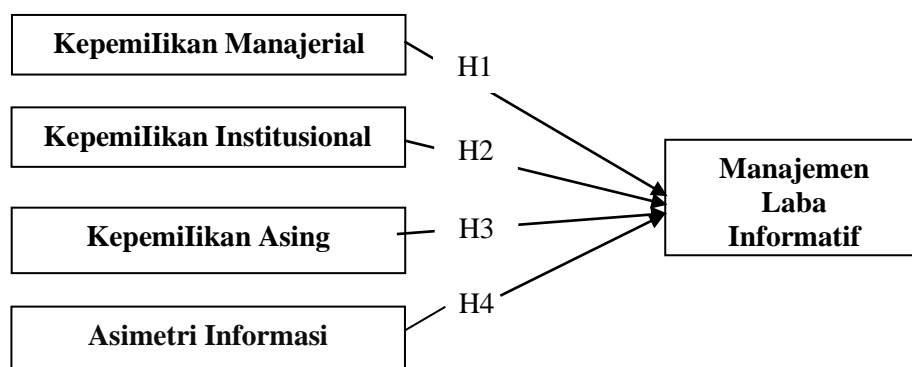 Kepemilikan Manajerial
H1
Kepemilikan Institusional
H2
Kepemilikan Asing
H3
Asimetri Informasi
H4
Manajemen
Laba
Informatif